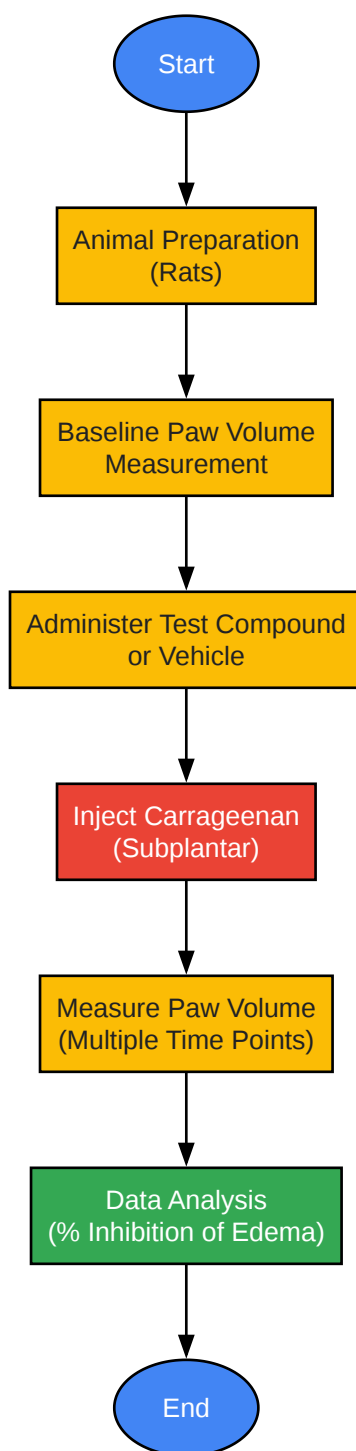 Start
Animal Preparation
(Rats)
Baseline Paw Volume
Measurement
Administer Test Compound
or Vehicle
Inject Carrageenan
(Subplantar)
Measure Paw Volume
(Multiple Time Points)
Data Analysis
(% Inhibition of Edema)
End